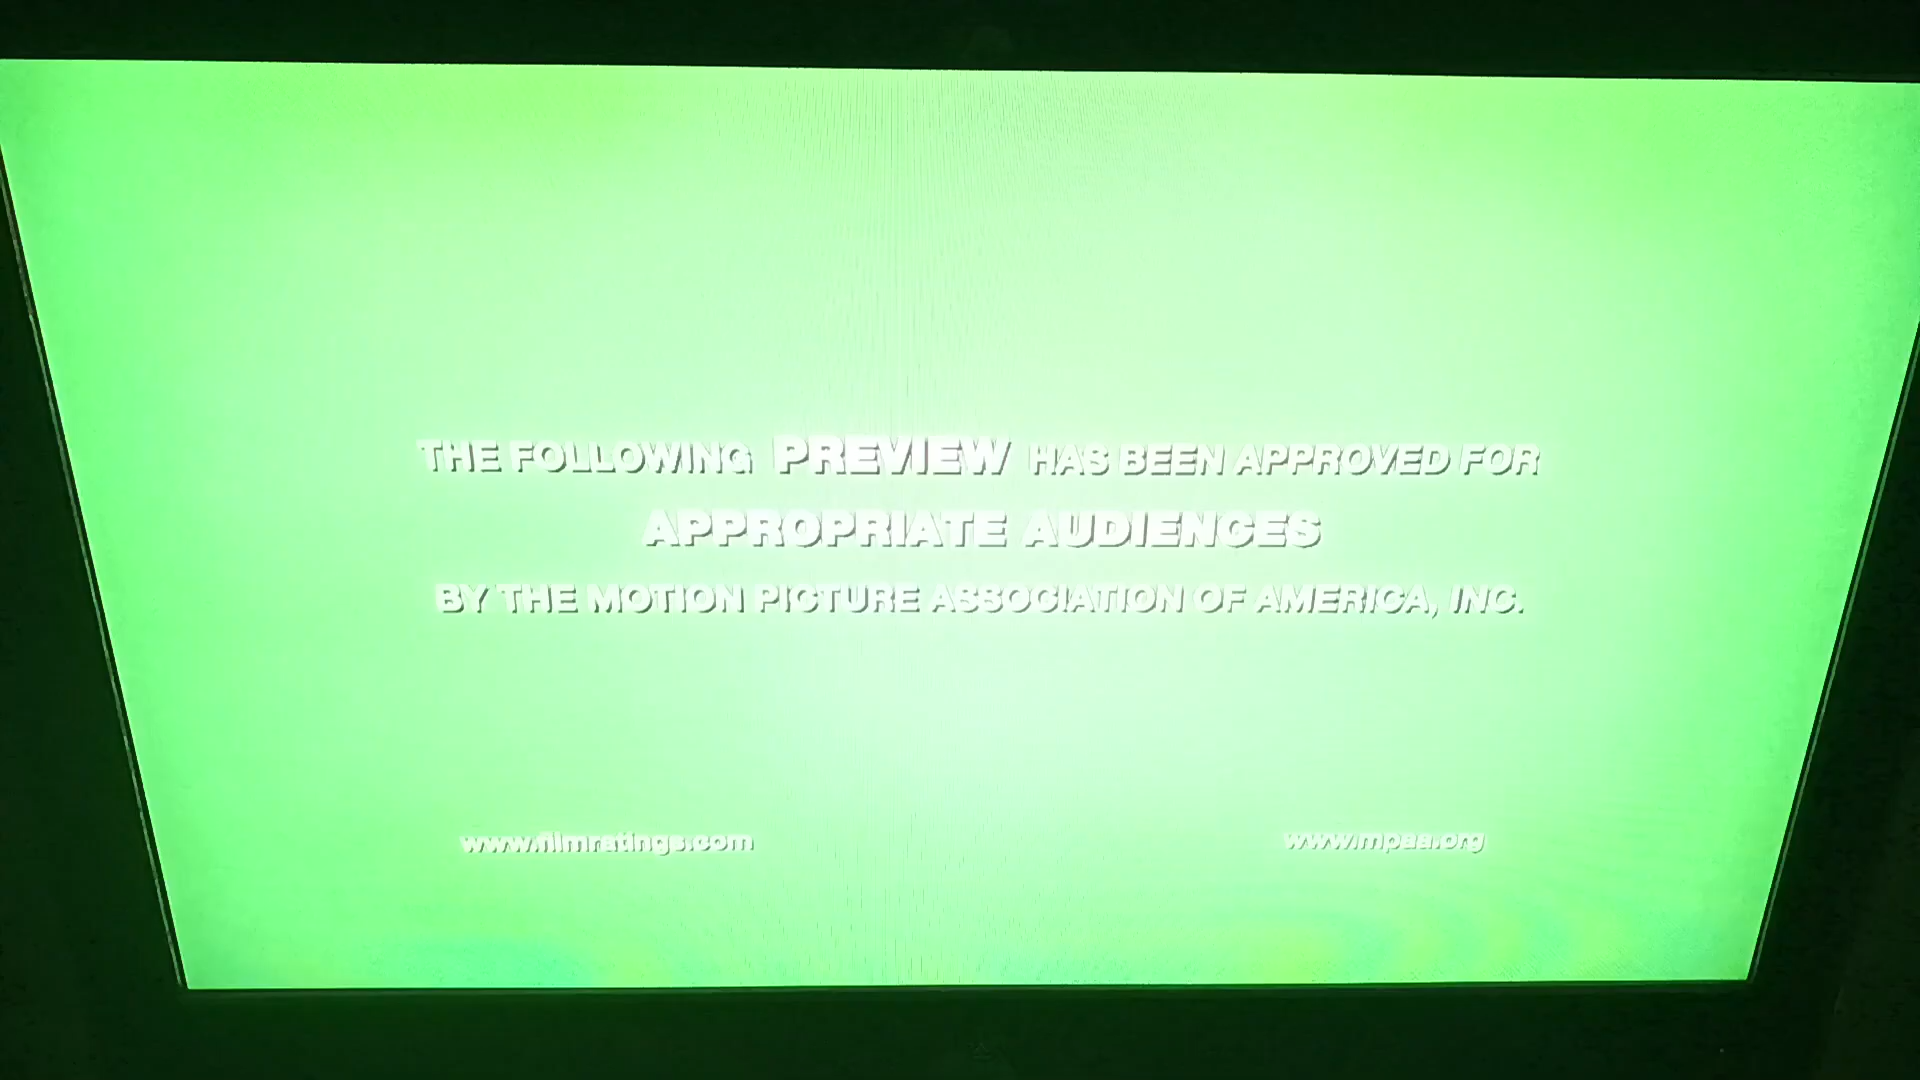 THE FOLLOWING PREVIEW HAS BEEN APPROVED FOR
APPROPRIATE AUDIENCES
BY THE MOTION PICTURE ASSOCIATION OF AMERICA, INC.
www.filmratings.com
www.mpaa.org